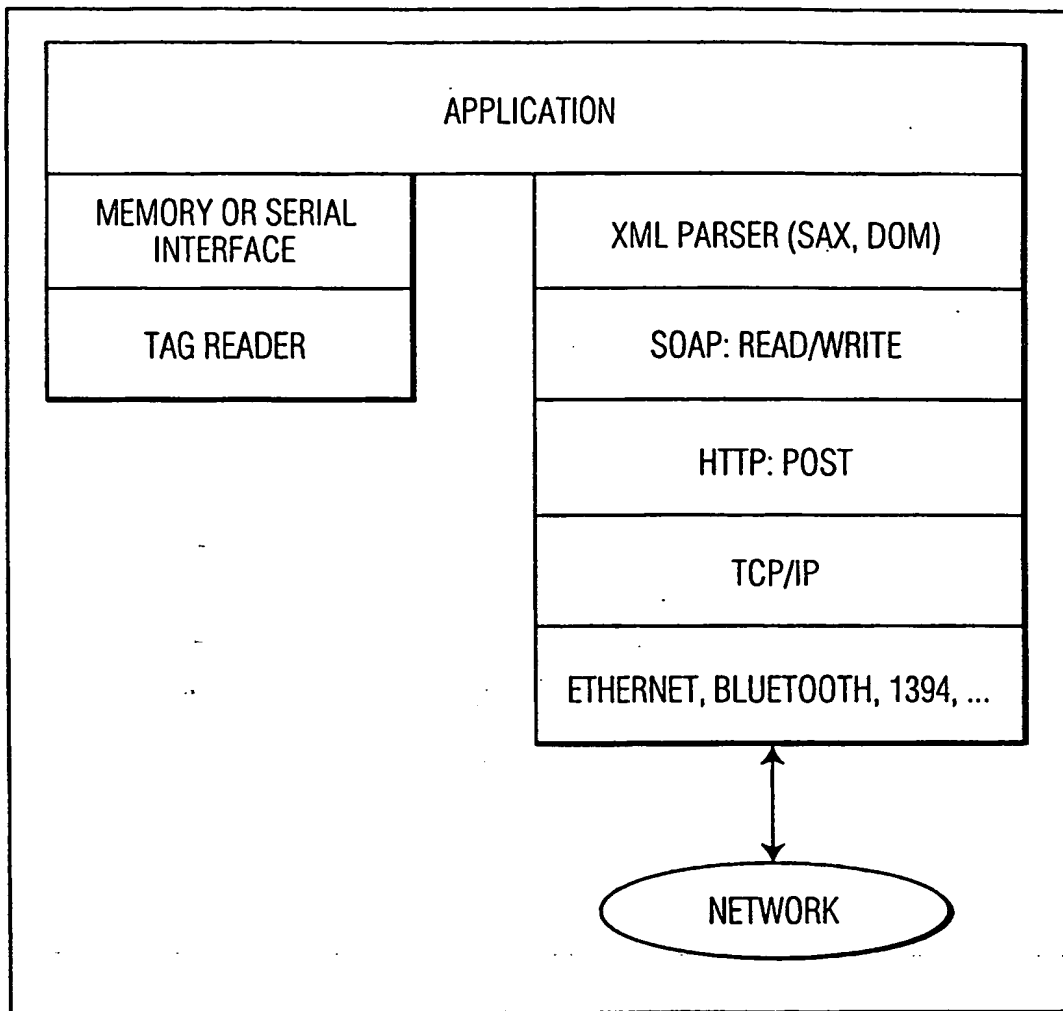 APPLICATION
MEMORY OR SERIAL
INTERFACE
TAG READER
XML PARSER (SAX, DOM)
SOAP: READ/WRITE
HTTP: POST
TCP/IP
ETHERNET, BLUETOOTH, 1394, ...
NETWORK